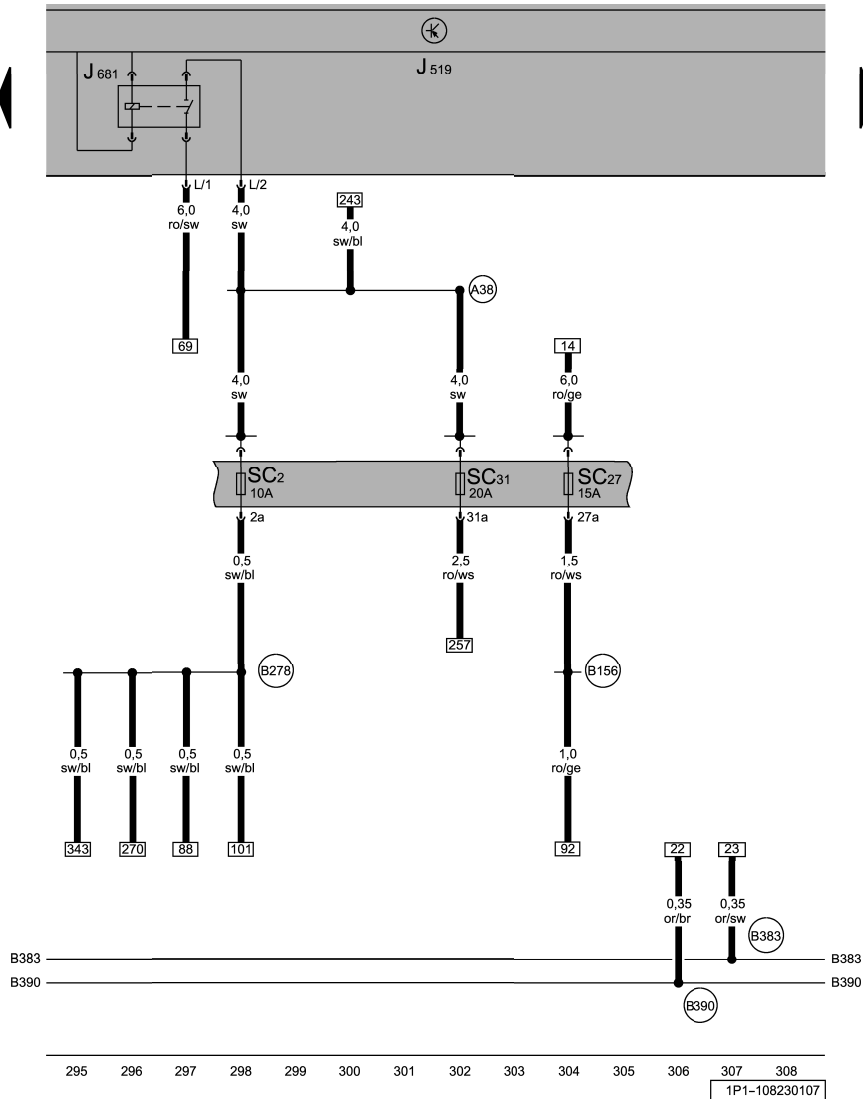 J 681
J 519
L/1
L/2
6,0
ro/sw
4,0
sw
243
4,0
sw/bl
A38
69
14
4,0
sw
4,0
sw
6,0
ro/ge
SC2
10A
SC31
20A
SC27
15A
2a
31a
27a
0,5
sw/bl
2,5
ro/ws
1,5
ro/ws
257
B278
B156
0,5
sw/bl
0,5
sw/bl
0,5
sw/bl
0,5
sw/bl
1,0
ro/ge
343
270
88
101
92
22
23
0,35
or/br
0,35
or/sw
B383
B383
B383
B390
B390
B390
295 296 297 298 299 300 301 302 303 304 305 306 307 308
1P1-108230107